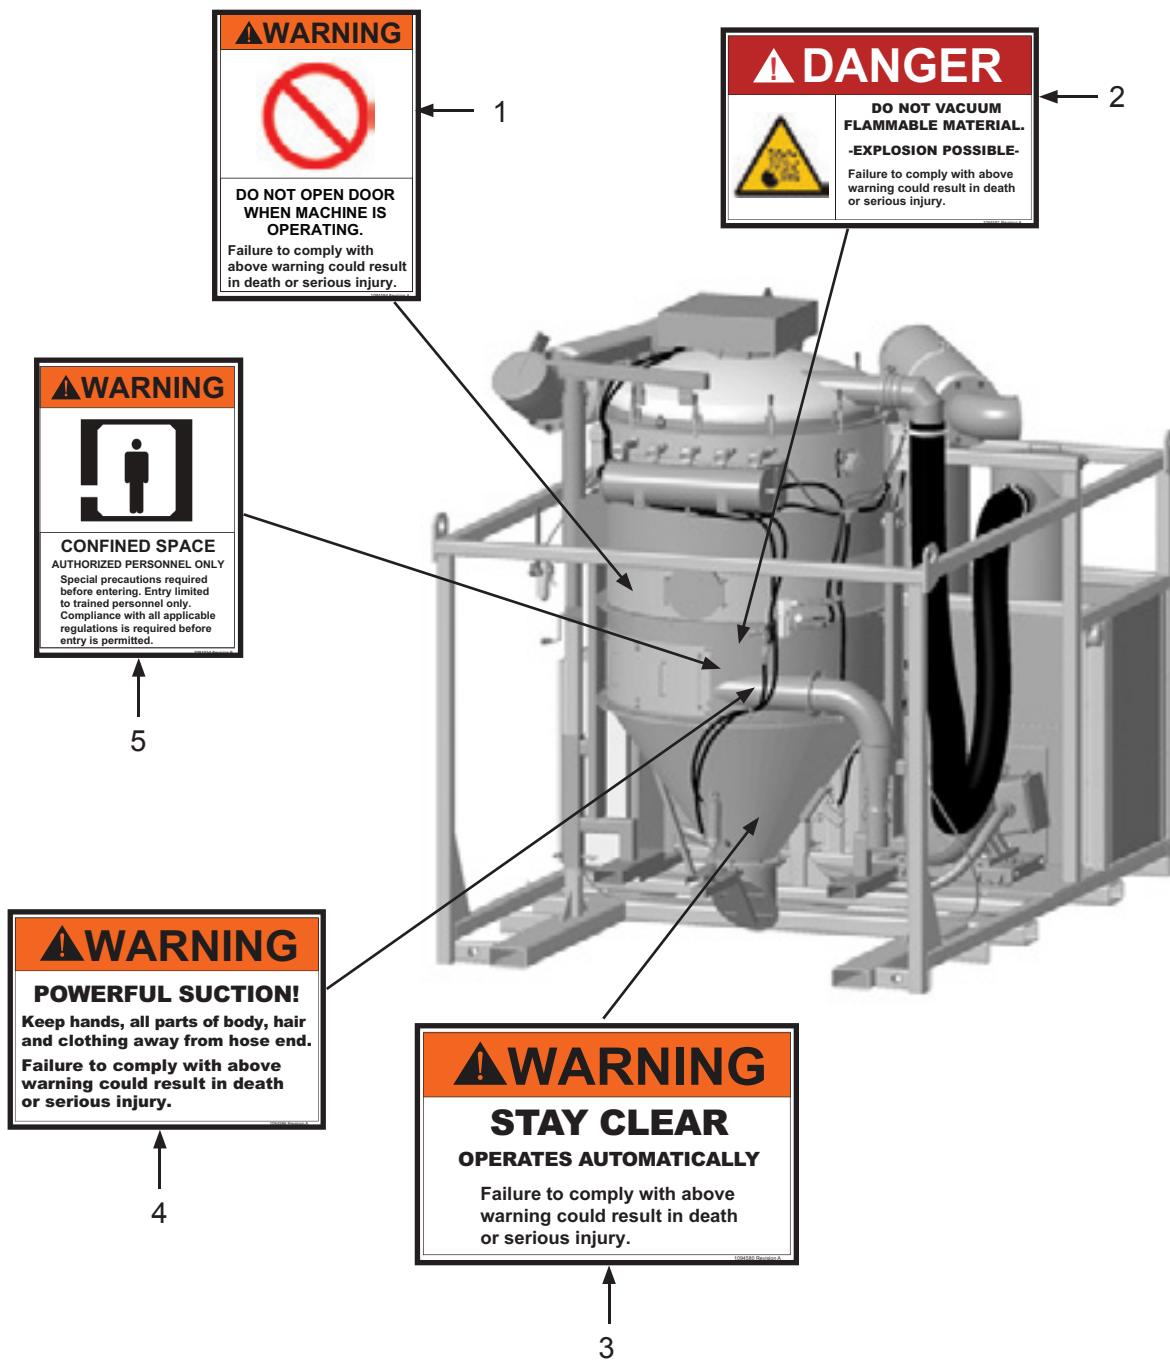 WARNING
DO NOT OPEN DOOR
WHEN MACHINE IS
OPERATING.
Failure to comply with
above warning could result
in death or serious injury.
1
DANGER
DO NOT VACUUM
FLAMMABLE MATERIAL.
-EXPLOSION POSSIBLE-
Failure to comply with above
warning could result in death
or serious injury.
2
WARNING
CONFINED SPACE
AUTHORIZED PERSONNEL ONLY
Special precautions required
before entering. Entry limited
to trained personnel only.
Compliance with all applicable
regulations is required before
entry is permitted.
5
WARNING
POWERFUL SUCTION!
Keep hands, all parts of body, hair
and clothing away from hose end.
Failure to comply with above
warning could result in death
or serious injury.
4
WARNING
STAY CLEAR
OPERATES AUTOMATICALLY
Failure to comply with above
warning could result in death
or serious injury.
1094580 Revision A
3